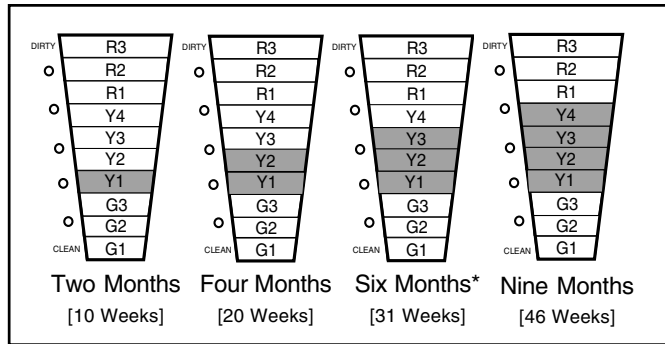 DIRTY
R3
R2
R1
Y4
Y3
Y2
Y1
G3
G2
CLEAN
G1
Two Months
[10 Weeks]
DIRTY
R3
R2
R1
Y4
Y3
Y2
Y1
G3
G2
CLEAN
G1
Four Months
[20 Weeks]
DIRTY
R3
R2
R1
Y4
Y3
Y2
Y1
G3
G2
CLEAN
G1
Six Months*
[31 Weeks]
DIRTY
R3
R2
R1
Y4
Y3
Y2
Y1
G3
G2
CLEAN
G1
Nine Months
[46 Weeks]